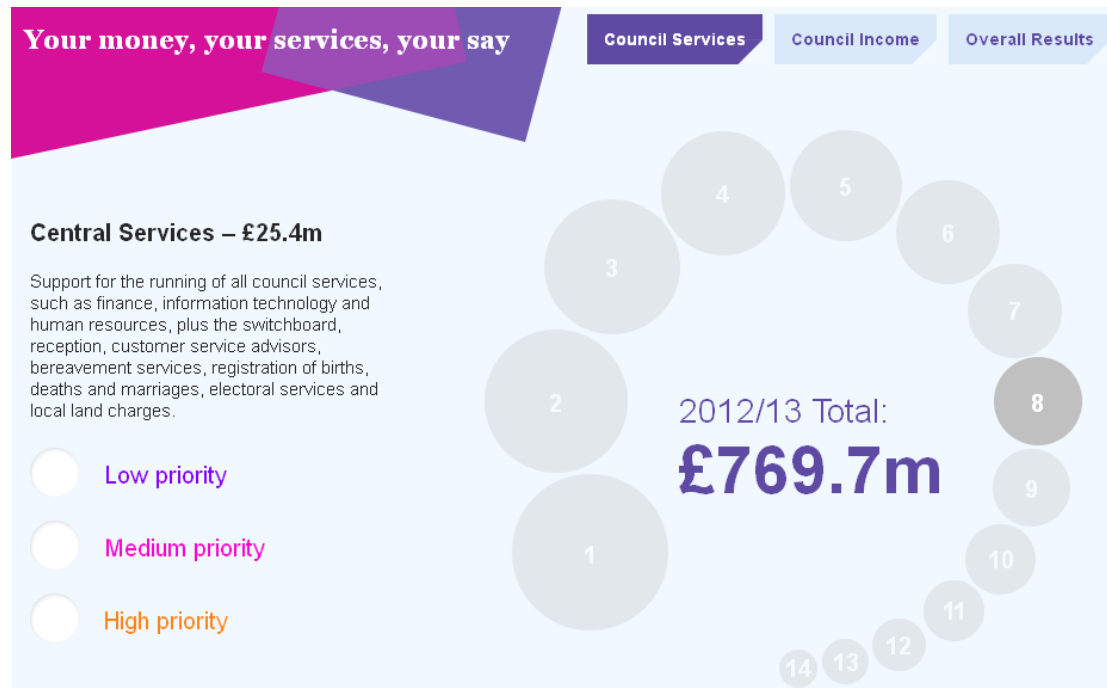 Your money, your services, your say
Council Services
Council Income
Overall Results
Central Services – £25.4m
Support for the running of all council services,
such as finance, information technology and
human resources, plus the switchboard,
reception, customer service advisors,
bereavement services, registration of births,
deaths and marriages, electoral services and
local land charges.
Low priority
Medium priority
High priority
1
2
3
4
5
6
7
8
9
10
11
12
13
14
2012/13 Total:
£769.7m